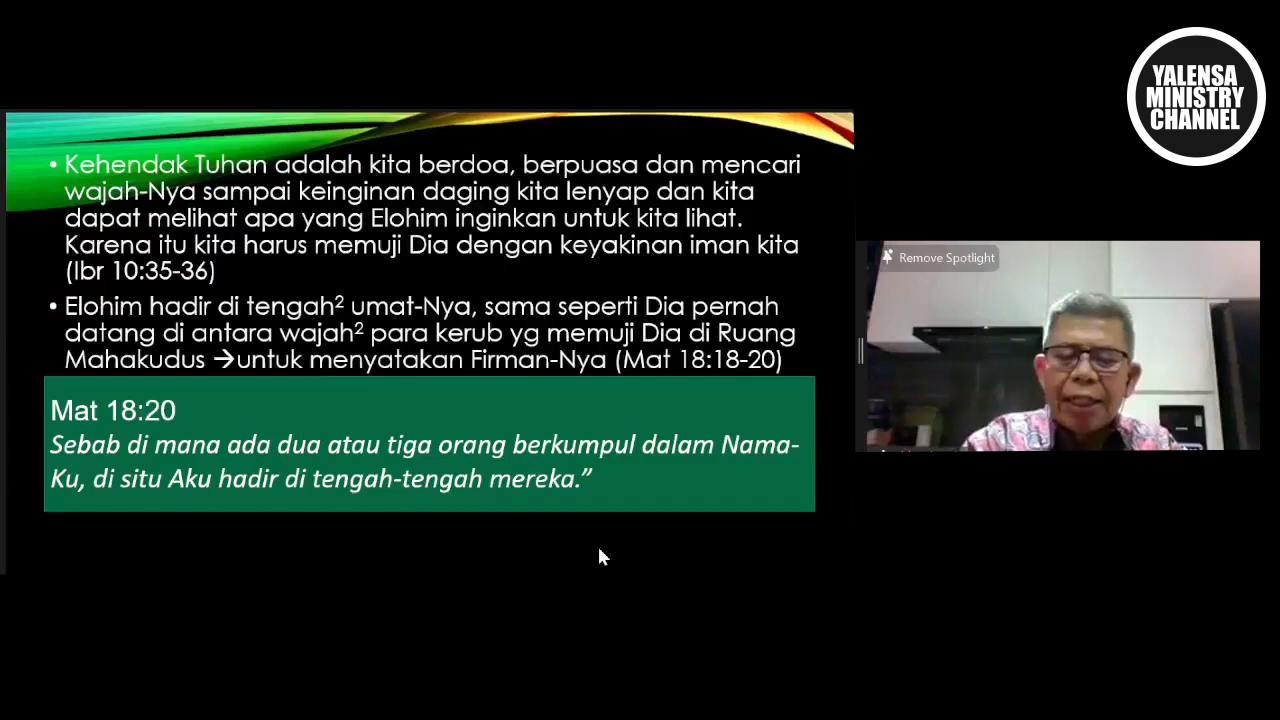 YALENSA
MINISTRY
CHANNEL
• Kehendak Tuhan adalah kita berdoa, berpuasa dan mencari
wajah-Nya sampai keinginan daging kita lenyap dan kita
dapat melihat apa yang Elohim inginkan untuk kita lihat.
Karena itu kita harus memuji Dia dengan keyakinan iman kita
(Ibr 10:35-36)
• Elohim hadir di tengah² umat-Nya, sama seperti Dia pernah
datang di antara wajah² para kerub yg memuji Dia di Ruang
Mahakudus →untuk menyatakan Firman-Nya (Mat 18:18-20)
Mat 18:20
Sebab di mana ada dua atau tiga orang berkumpul dalam Nama-
Ku, di situ Aku hadir di tengah-tengah mereka.”
Remove Spotlight